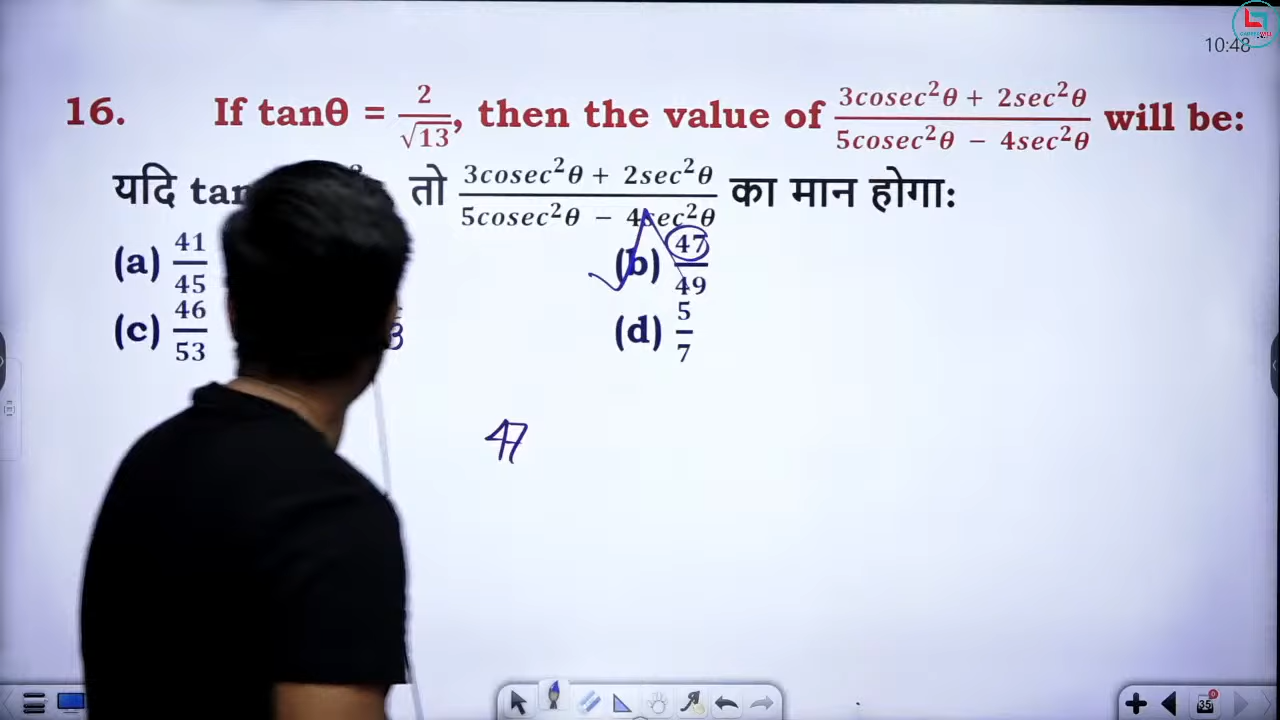 10:48
16. If tanθ = 2/√13, then the value of (3cosec²θ + 2sec²θ)/(5cosec²θ − 4sec²θ) will be:
यदि tan तो (3cosec²θ + 2sec²θ)/(5cosec²θ − 4sec²θ) का मान होगा:
(a) 41/45 (b) 47/49
(c) 46/53 (d) 5/7
47
35